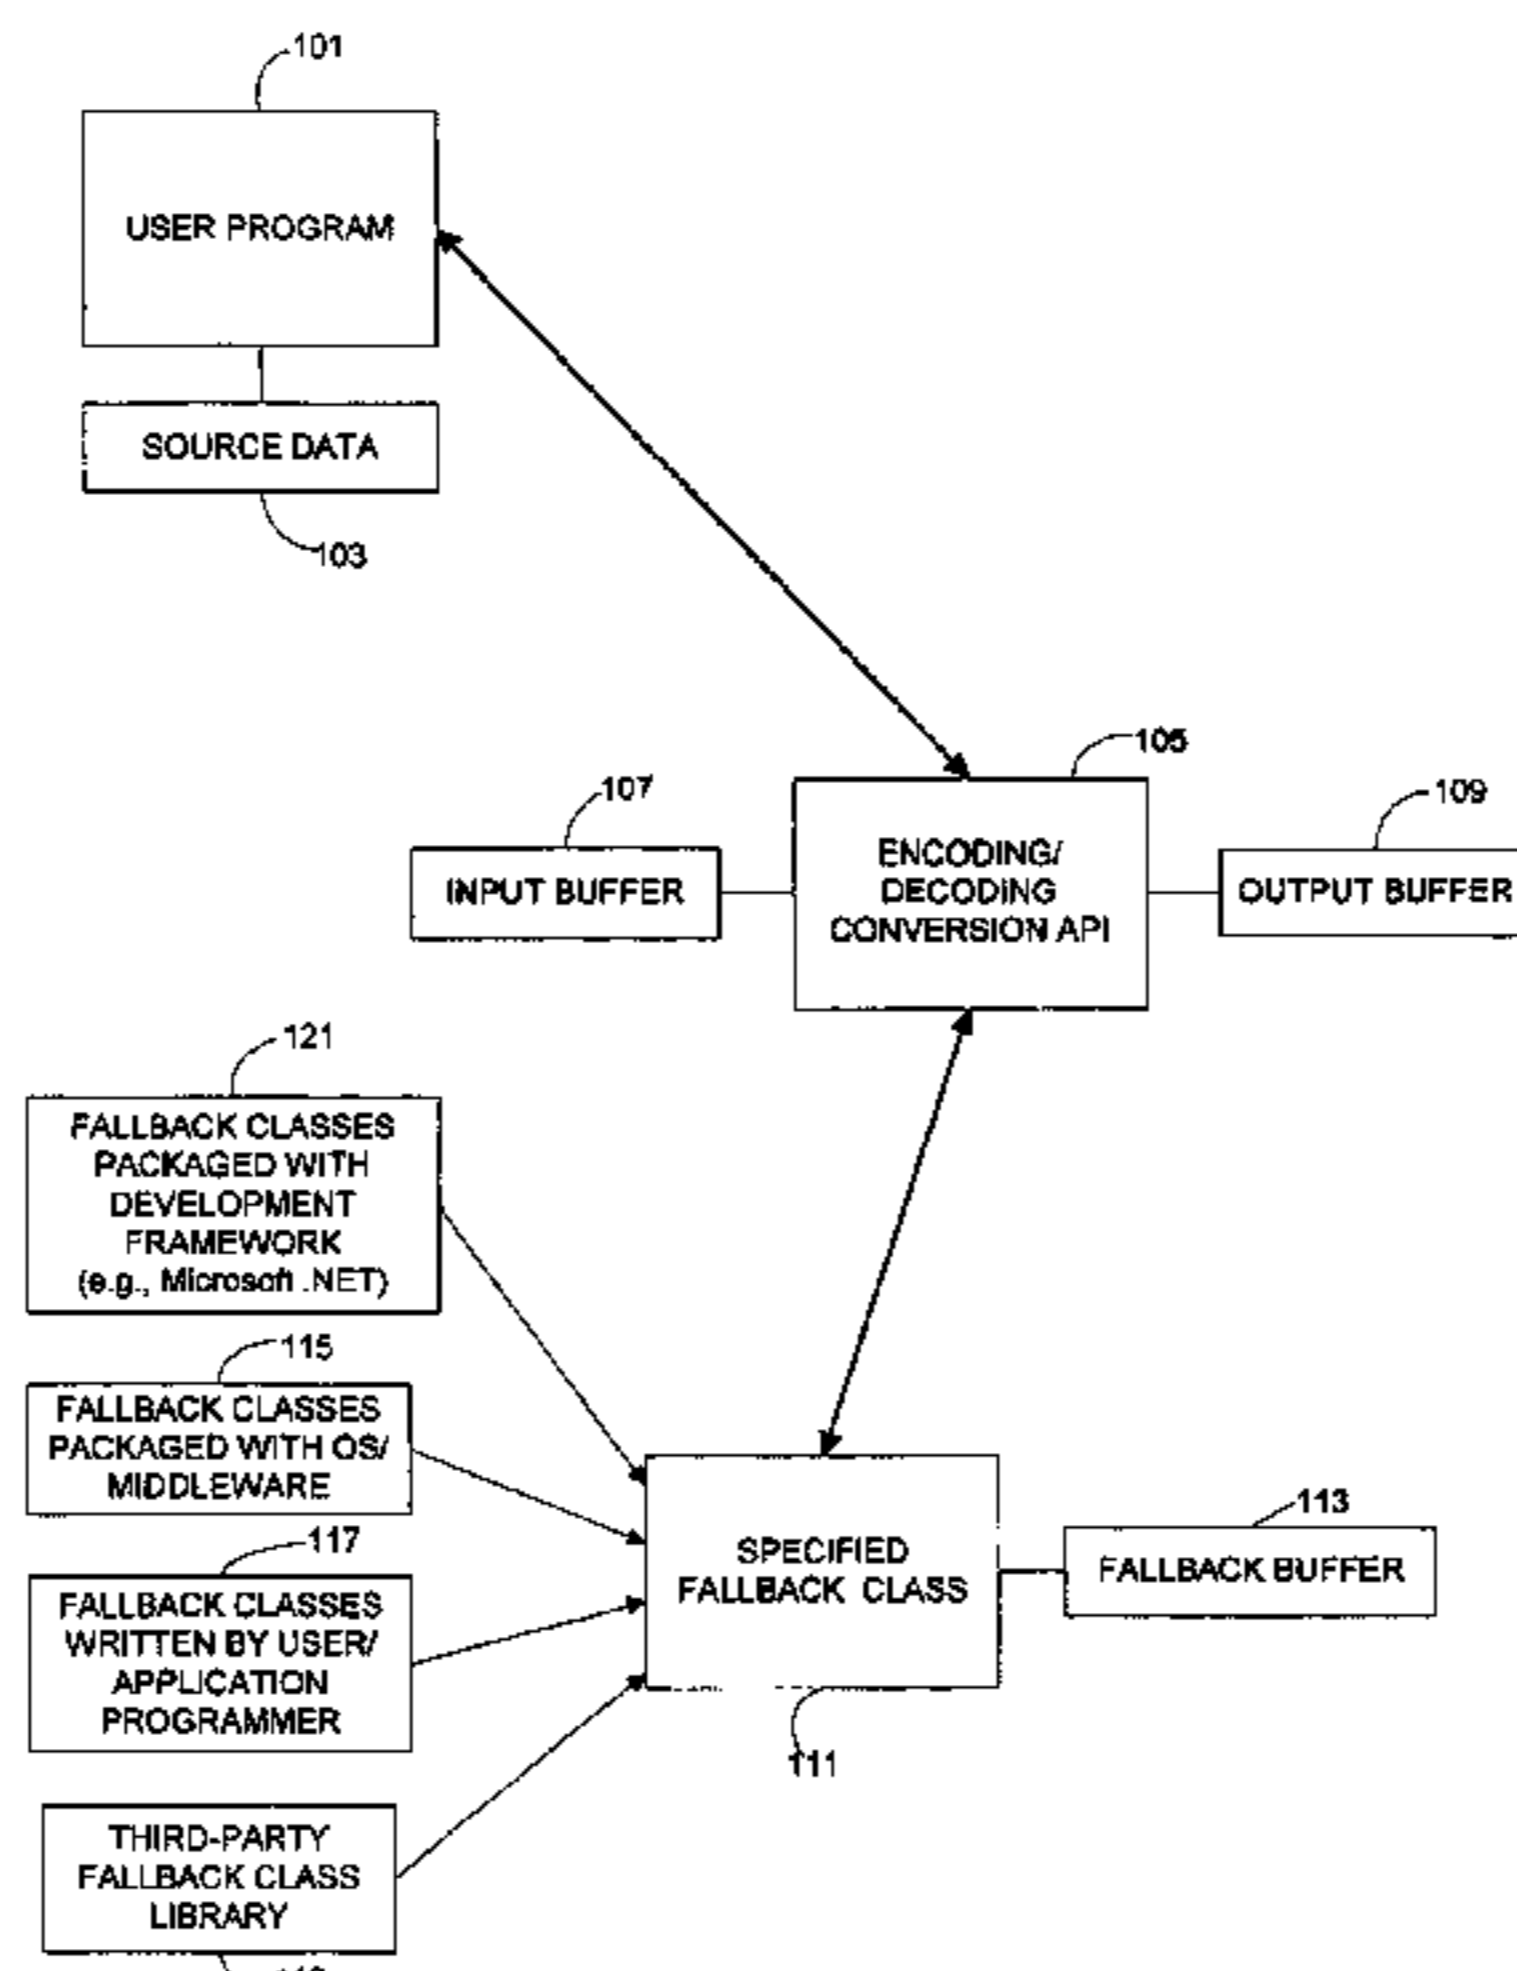 101
USER PROGRAM
SOURCE DATA
103
105
107
109
INPUT BUFFER
ENCODING/
DECODING
CONVERSION API
OUTPUT BUFFER
121
FALLBACK CLASSES
PACKAGED WITH
DEVELOPMENT
FRAMEWORK
(e.g., Microsoft .NET)
115
FALLBACK CLASSES
PACKAGED WITH OS/
MIDDLEWARE
117
FALLBACK CLASSES
WRITTEN BY USER/
APPLICATION
PROGRAMMER
SPECIFIED
FALLBACK CLASS
113
FALLBACK BUFFER
111
THIRD-PARTY
FALLBACK CLASS
LIBRARY